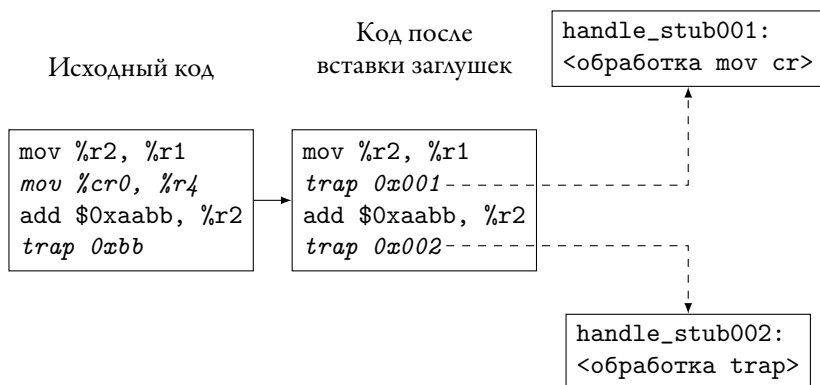 Исходный код
mov %r2, %r1
mov %cr0, %r4
add $0xaabb, %r2
trap 0xbb
Код после
вставки заглушек
mov %r2, %r1
trap 0x001
add $0xaabb, %r2
trap 0x002
handle_stub001:
<обработка mov cr>
handle_stub002:
<обработка trap>